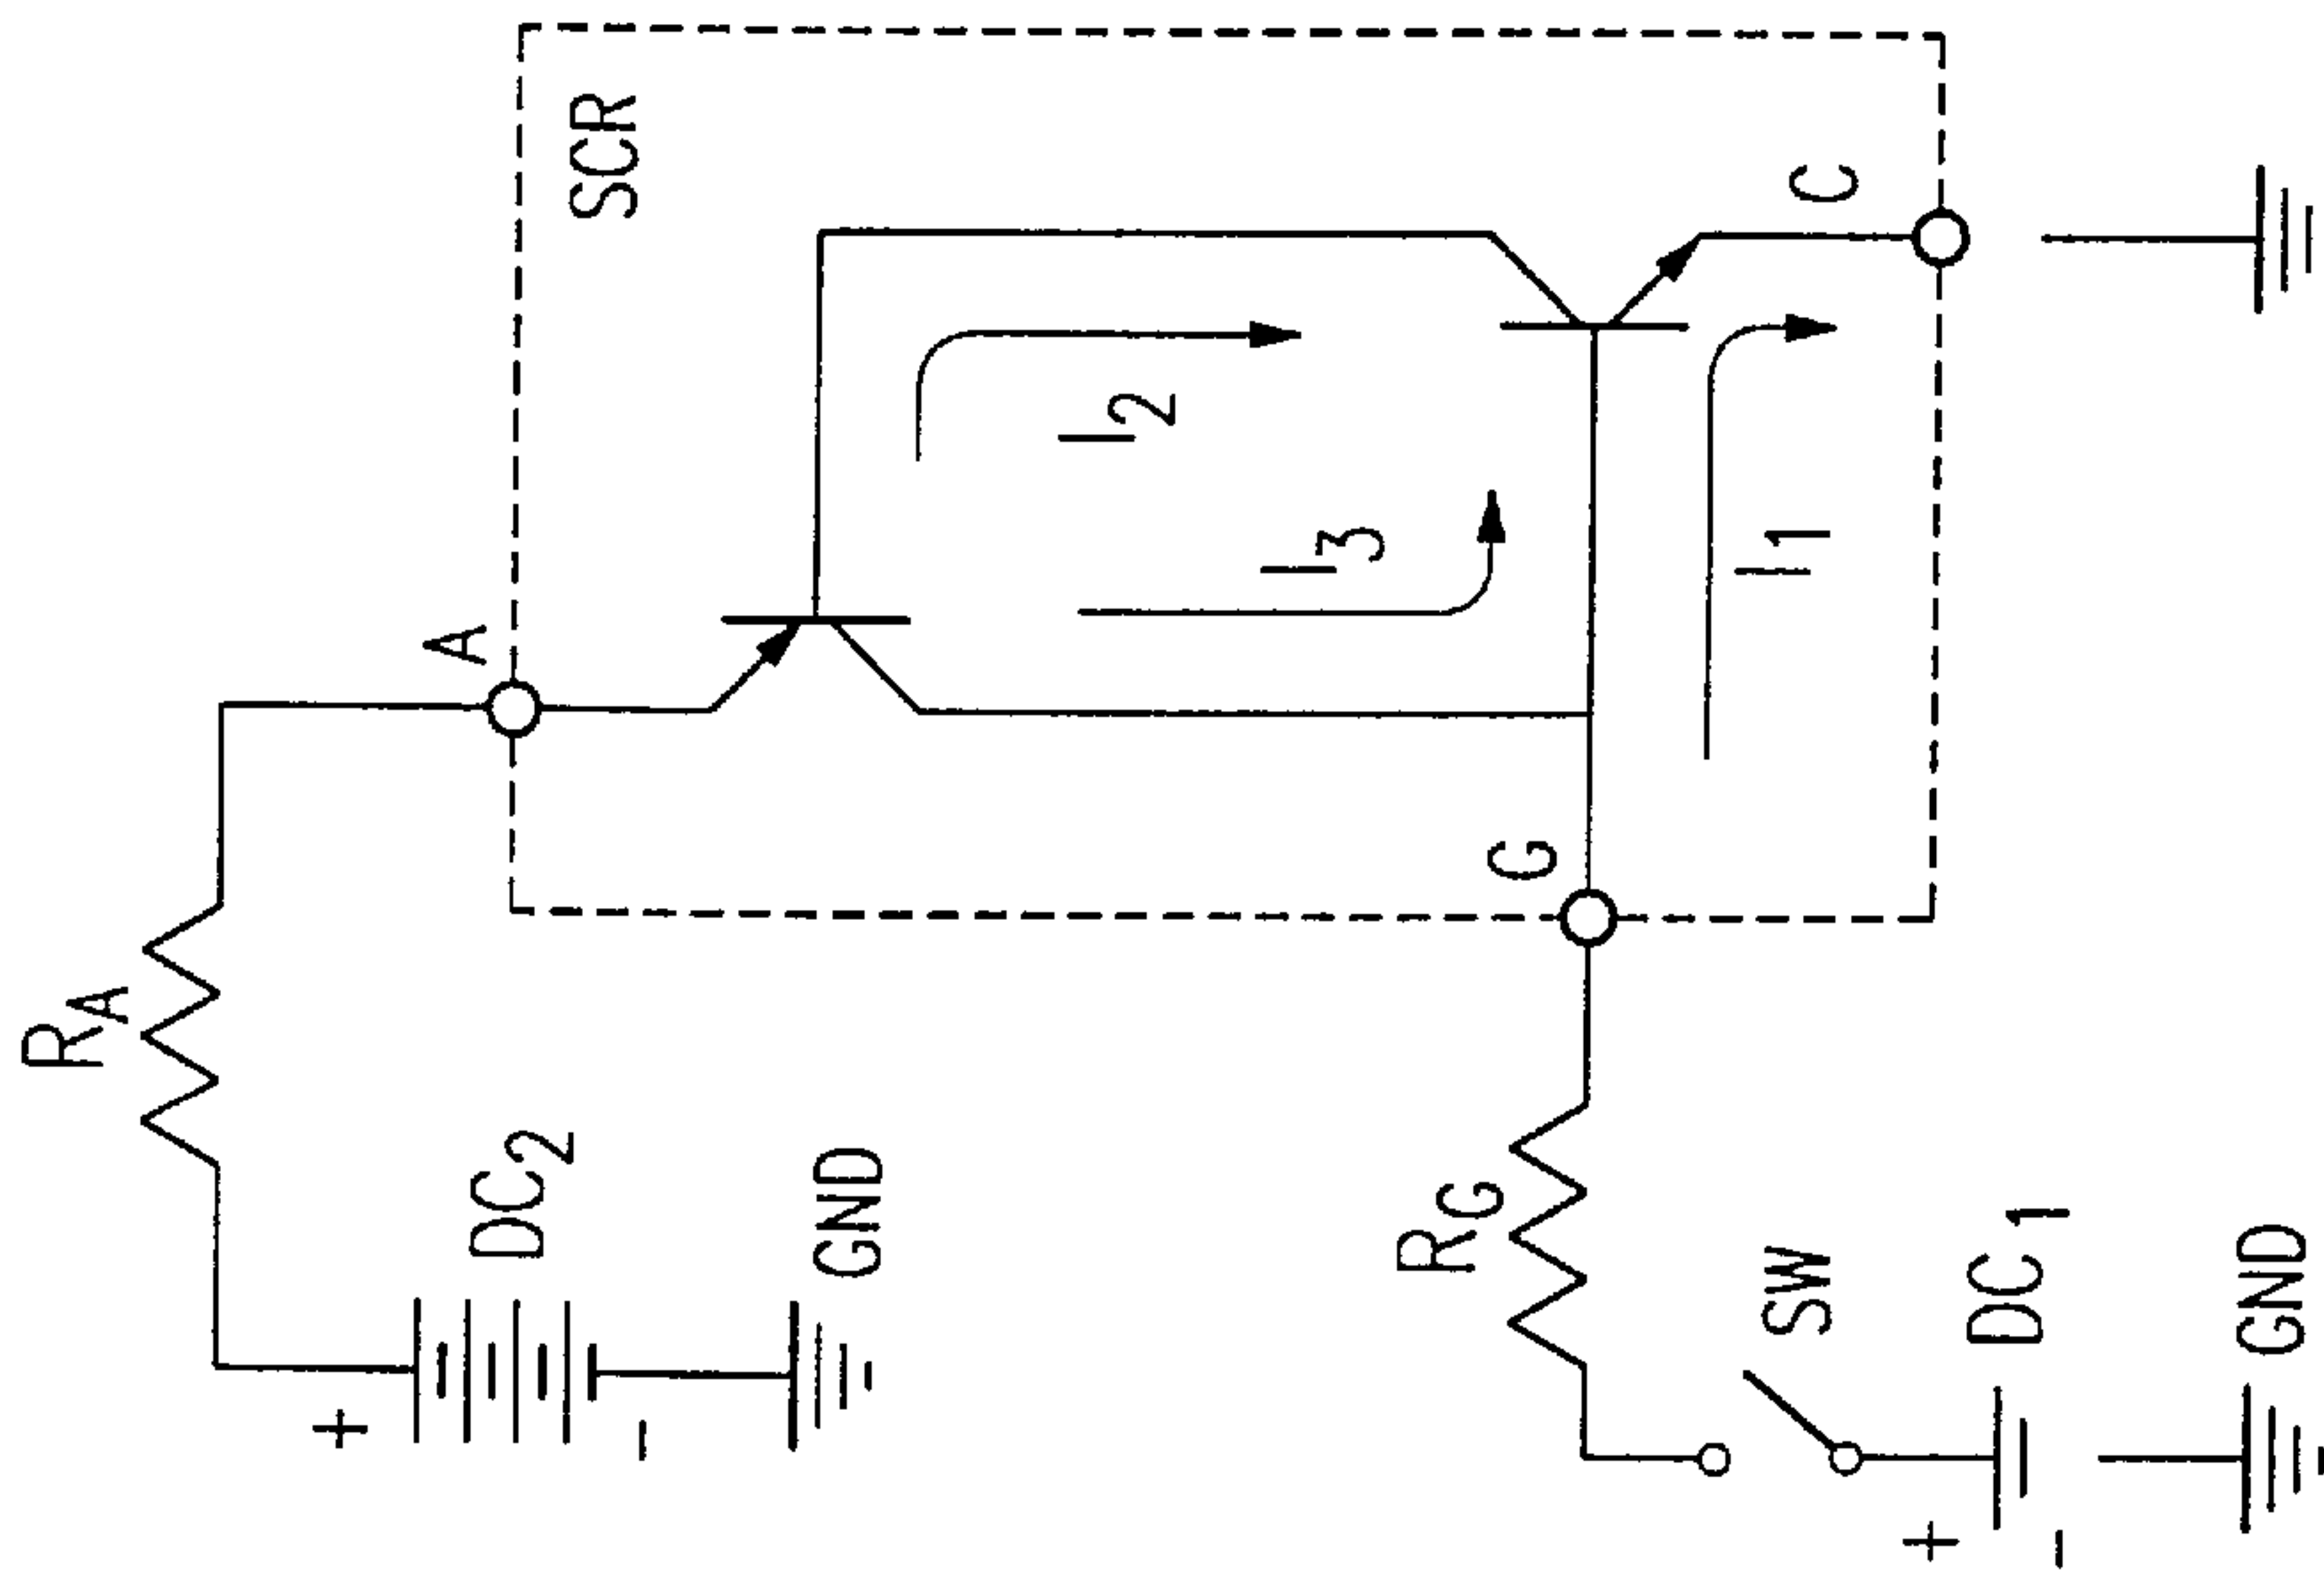 RA
+
A
DC2
SCR
-
GND
I2
I3
RG
G
I1
SW
C
+
DC1
-
GND